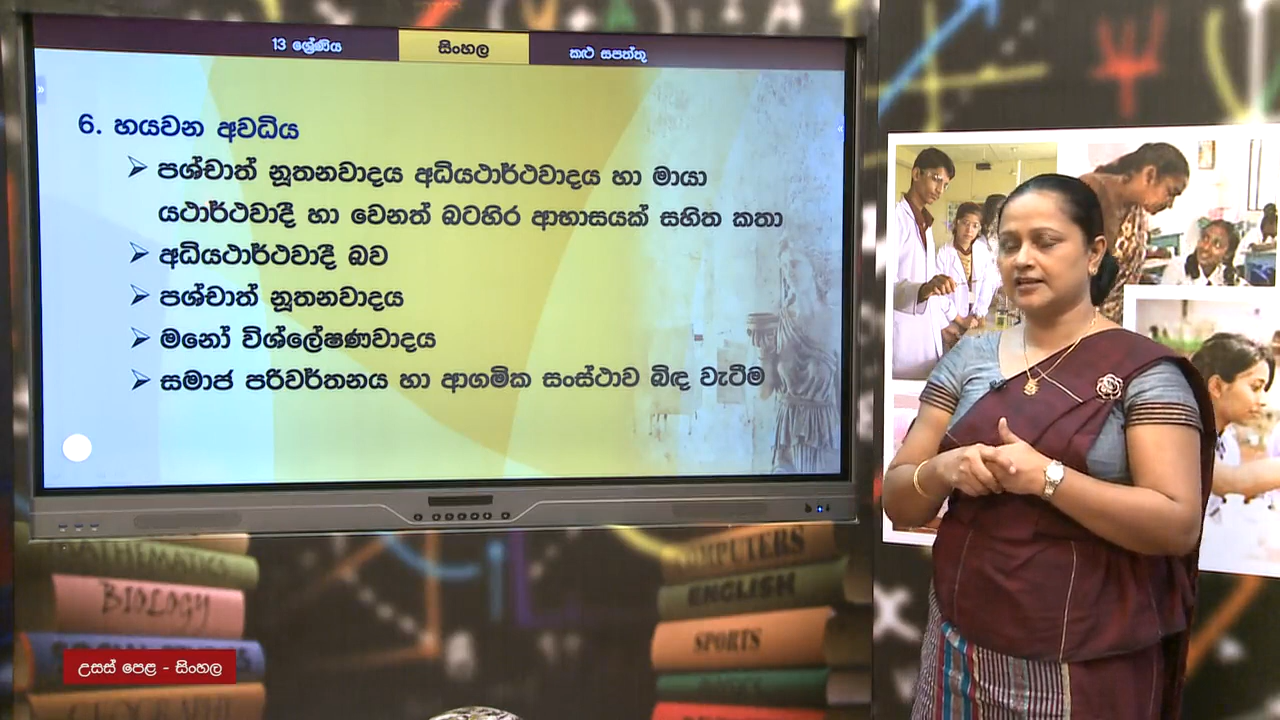 13 ශ්‍රේණිය
සිංහල
කළු සපත්තු
6. හයවන අවධිය
➢ පශ්චාත් නූතනවාදය අධියථාර්ථවාදය හා මායා
යථාර්ථවාදී හා වෙනත් බටහිර ආභාසයක් සහිත කතා
➢ අධියථාර්ථවාදී බව
➢ පශ්චාත් නූතනවාදය
➢ මනෝ විශ්ලේෂණවාදය
➢ සමාජ පරිවර්තනය හා ආගමික සංස්ථාව බිඳ වැටීම
MATHEMATICS
BIOLOGY
COMPUTERS
ENGLISH
SPORTS
උසස් පෙළ - සිංහල